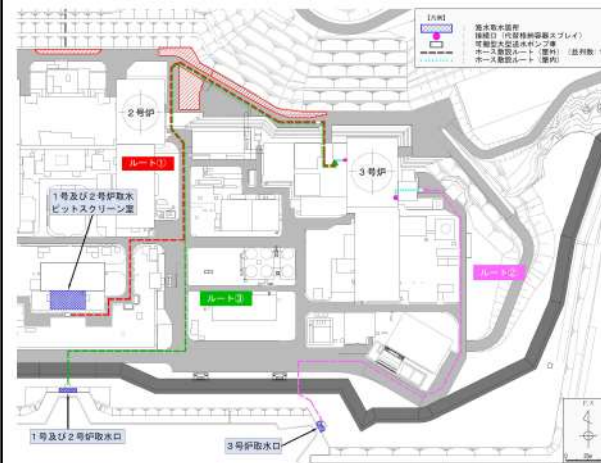 【凡例】
海水取水箇所
接続口（代替格納容器スプレイ）
可搬型大型送水ポンプ車
ホース敷設ルート（屋外）
ホース敷設ルート（屋内）
2号炉
3号炉
ルート①
1号及び2号炉取水
ピットスクリーン室
ルート②
ルート③
1号及び2号炉取水口
3号炉取水口